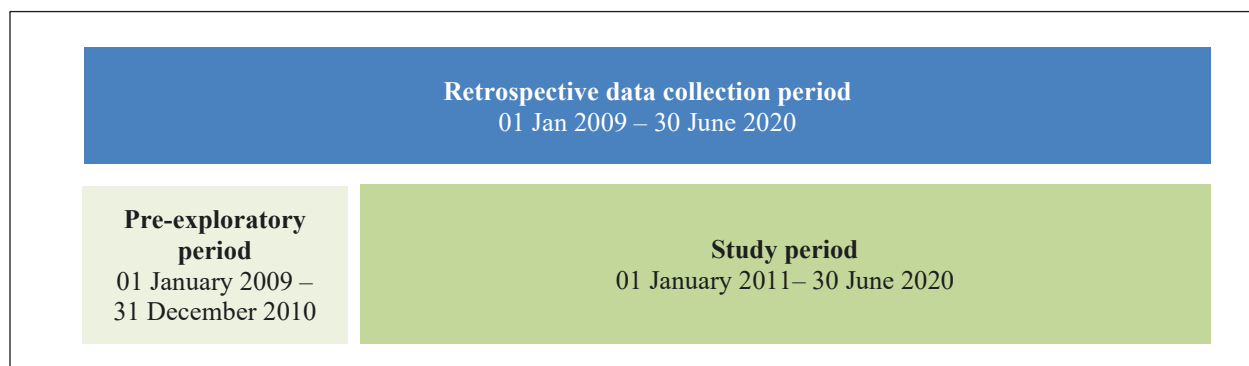 Retrospective data collection period
01 Jan 2009 – 30 June 2020
Pre-exploratory
period
01 January 2009 –
31 December 2010
Study period
01 January 2011– 30 June 2020